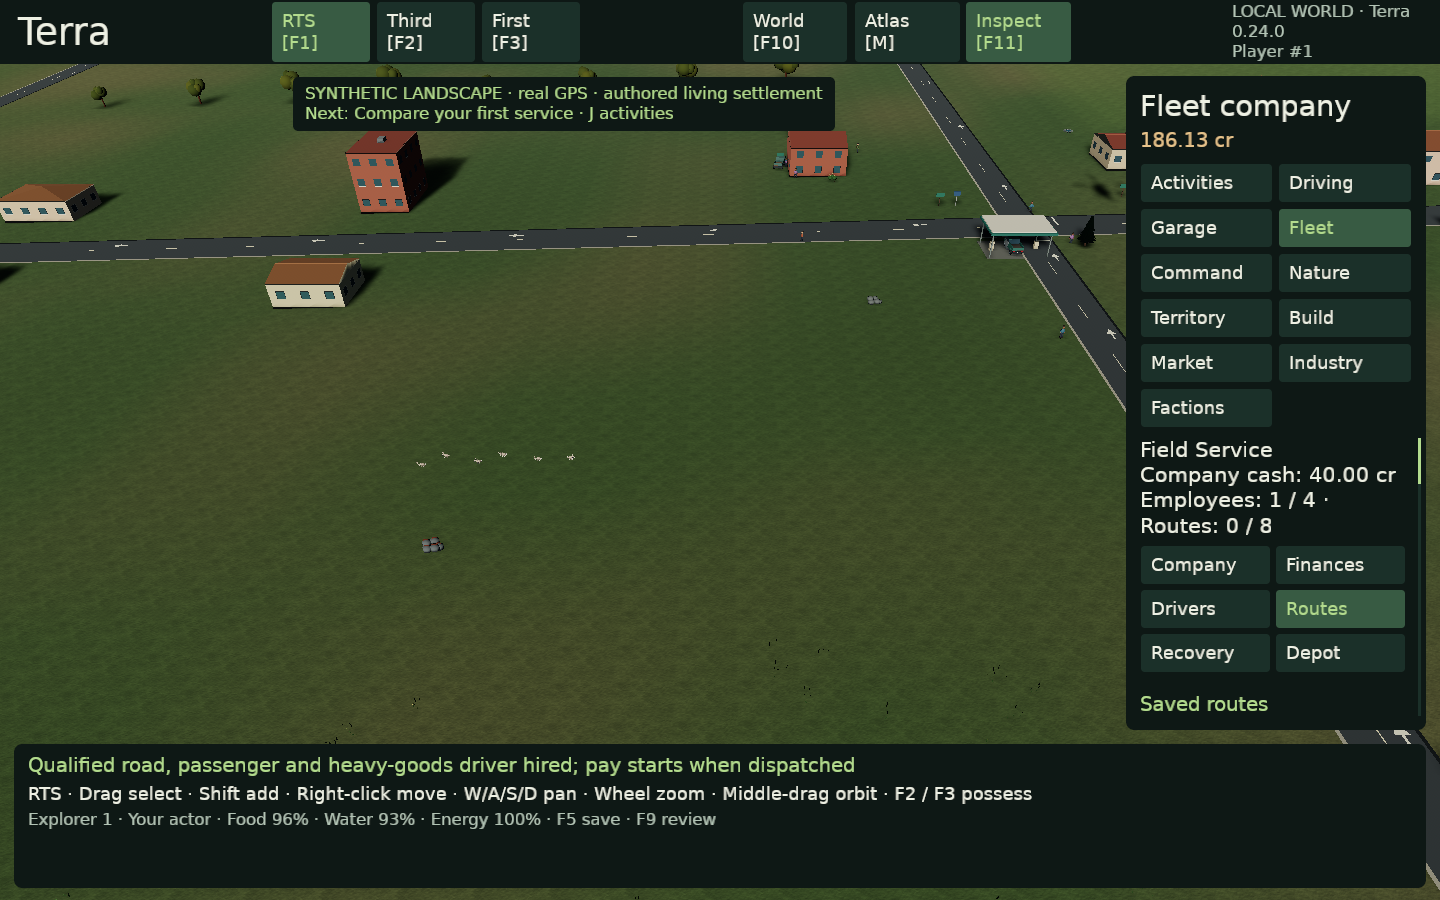 Terra
RTS
[F1]
Third
[F2]
First
[F3]
World
[F10]
Atlas
[M]
Inspect
[F11]
LOCAL WORLD · Terra
0.24.0
Player #1
SYNTHETIC LANDSCAPE · real GPS · authored living settlement
Next: Compare your first service · J activities
Fleet company
186.13 cr
Activities
Driving
Garage
Fleet
Command
Nature
Territory
Build
Market
Industry
Factions
Field Service
Company cash: 40.00 cr
Employees: 1 / 4 ·
Routes: 0 / 8
Company
Finances
Drivers
Routes
Recovery
Depot
Saved routes
Qualified road, passenger and heavy-goods driver hired; pay starts when dispatched
RTS · Drag select · Shift add · Right-click move · W/A/S/D pan · Wheel zoom · Middle-drag orbit · F2 / F3 possess
Explorer 1 · Your actor · Food 96% · Water 93% · Energy 100% · F5 save · F9 review